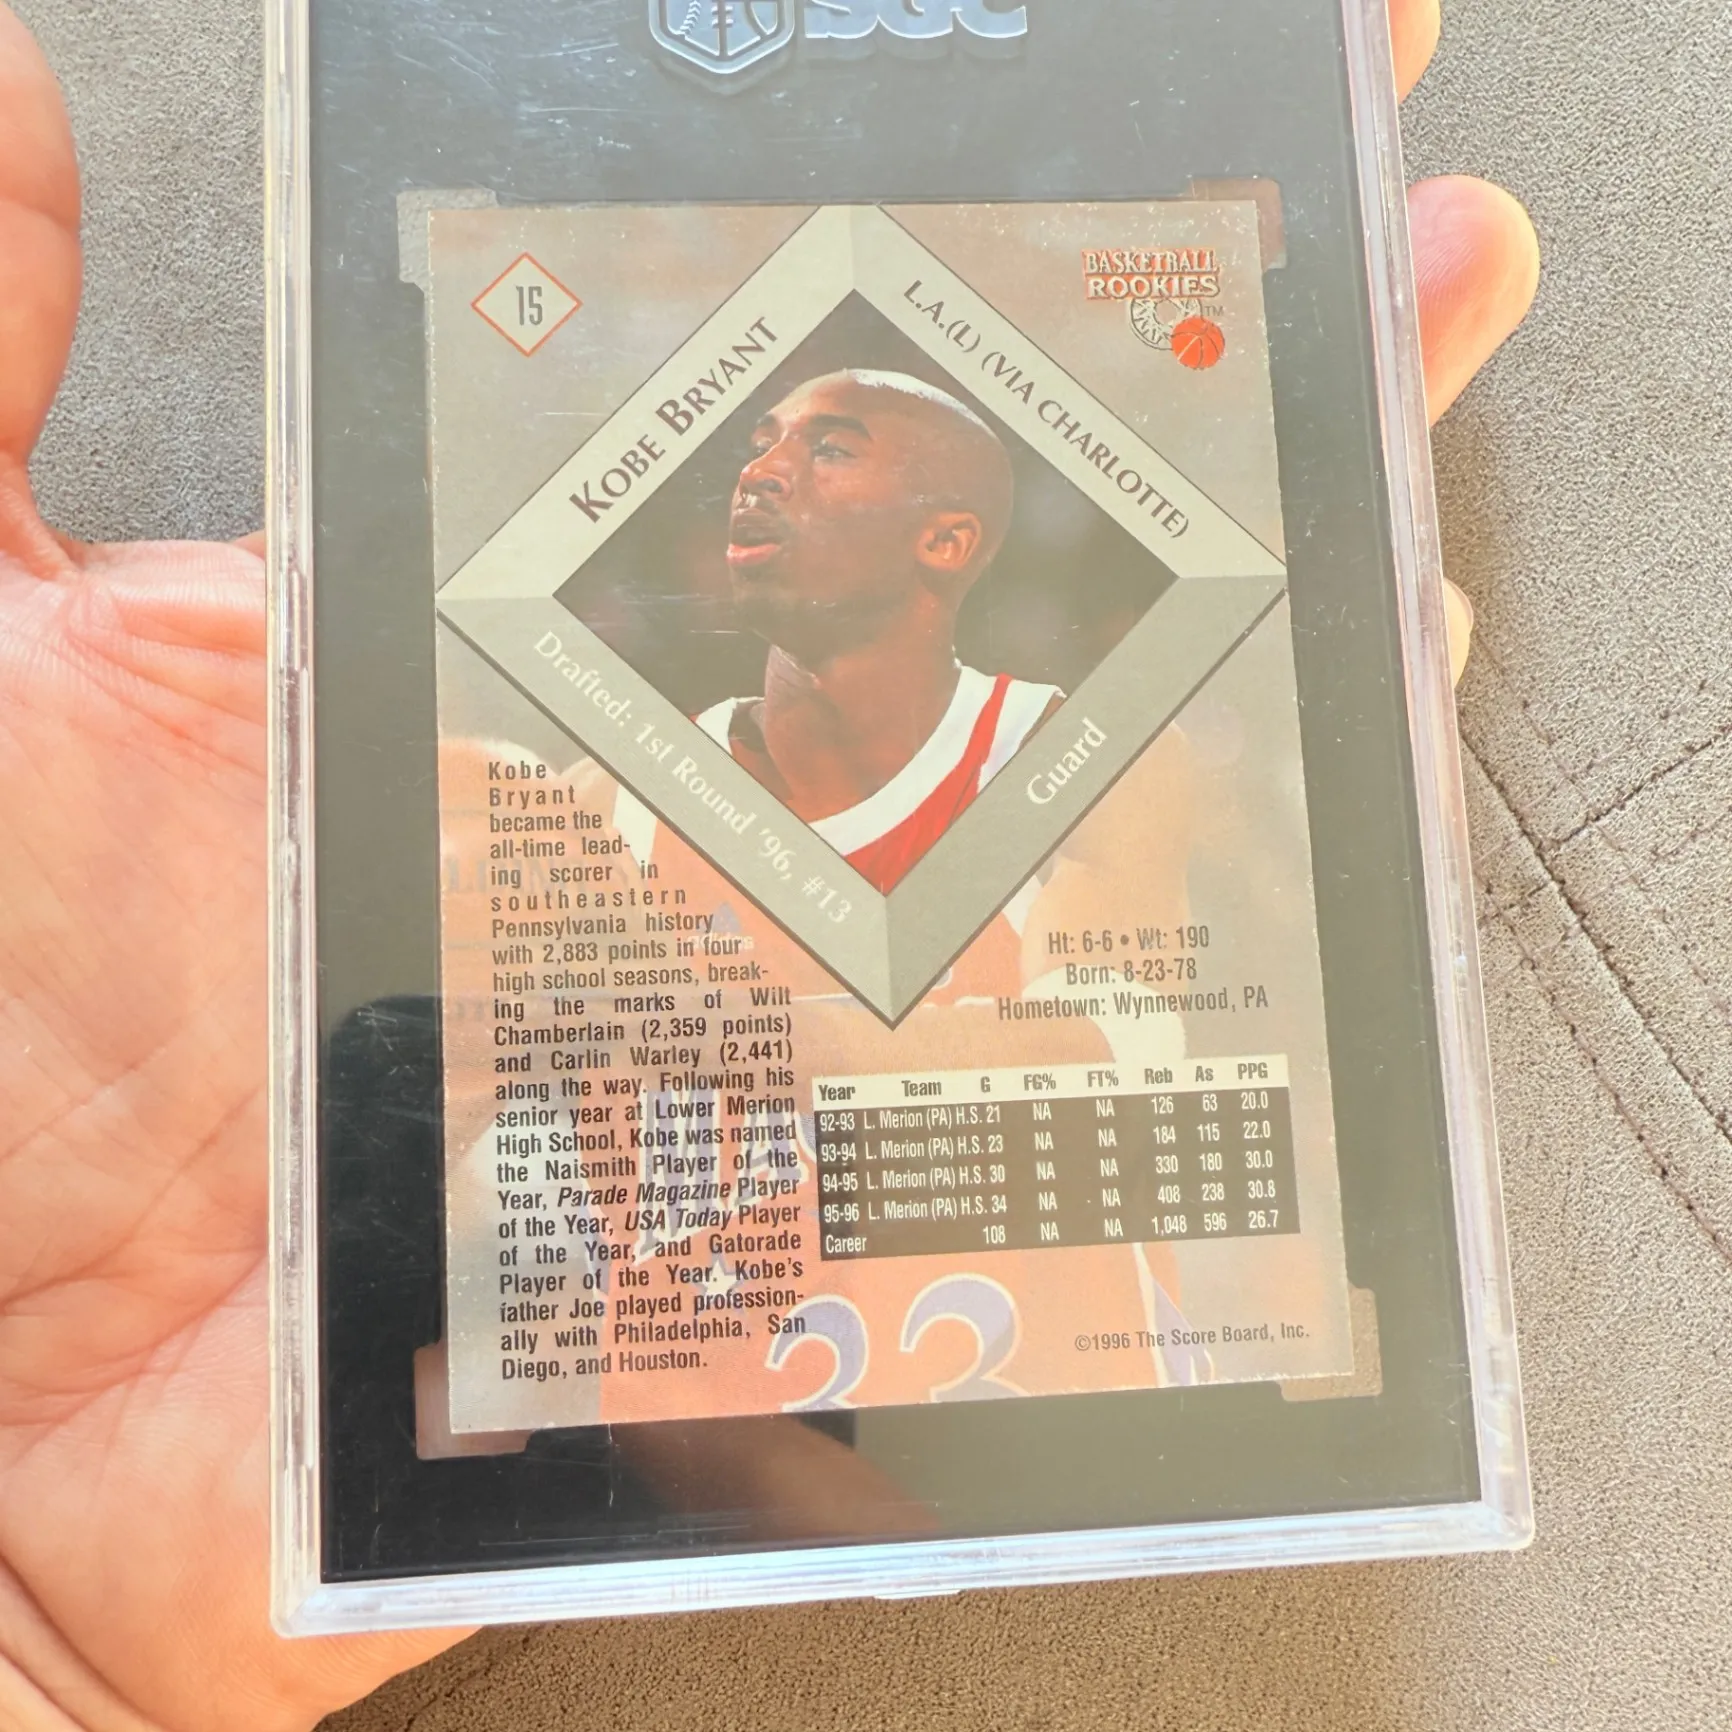 SGC
15
BASKETBALL
ROOKIES
TM
KOBE BRYANT
L.A.(L) (VIA CHARLOTTE)
Drafted: 1st Round '96, #13
Guard
Kobe
Bryant
became the
all-time lead-
ing scorer in
southeastern
Pennsylvania history
with 2,883 points in four
high school seasons, break-
ing the marks of Wilt
Chamberlain (2,359 points)
and Carlin Warley (2,441)
along the way. Following his
senior year at Lower Merion
High School, Kobe was named
the Naismith Player of the
Year, Parade Magazine Player
of the Year, USA Today Player
of the Year, and Gatorade
Player of the Year. Kobe's
father Joe played profession-
ally with Philadelphia, San
Diego, and Houston.
adidas
Ht: 6-6 • Wt: 190
Born: 8-23-78
Hometown: Wynnewood, PA
Year Team G FG% FT% Reb As PPG
92-93 L. Merion (PA) H.S. 21 NA NA 126 63 20.0
93-94 L. Merion (PA) H.S. 23 NA NA 184 115 22.0
94-95 L. Merion (PA) H.S. 30 NA NA 330 180 30.0
95-96 L. Merion (PA) H.S. 34 NA NA 408 238 30.8
Career 108 NA NA 1,048 596 26.7
33
©1996 The Score Board, Inc.